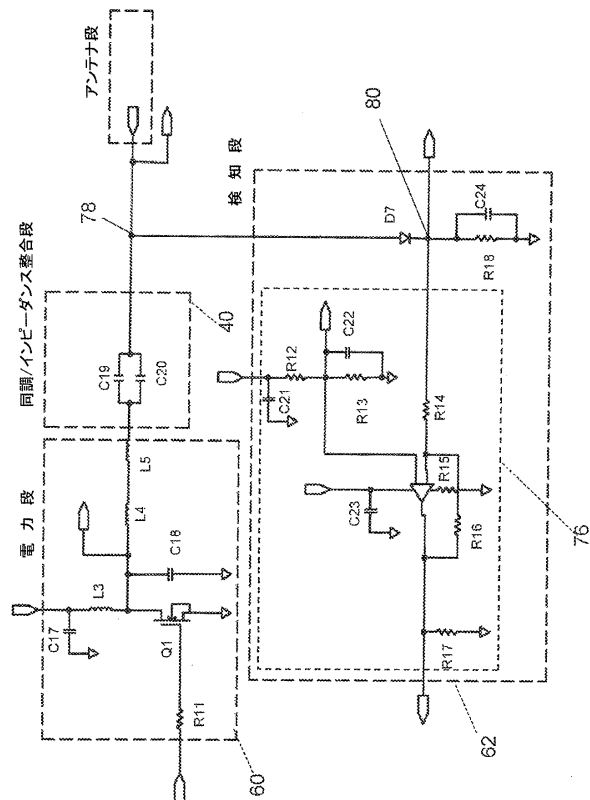 アンテナ段
78
同調/インピーダンス整合段
40
C19
C20
電力段
L5
L4
L3
C18
C17
Q1
R11
60
80
検知段
D7
C24
R18
C22
R12
C21
R13
R14
R15
C23
R16
R17
76
62